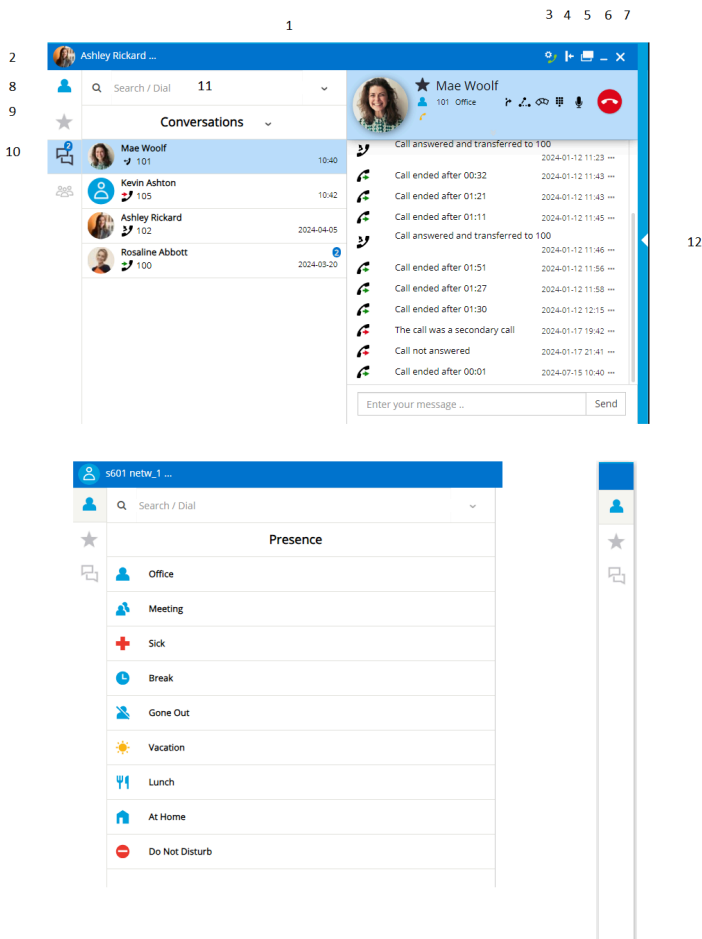 1
3 4 5 6 7
2
Ashley Rickard ...
8
Search / Dial
11
Mae Woolf
101 Office
9
Conversations
10
2
Mae Woolf
101
10:40
Kevin Ashton
105
10:42
Ashley Rickard
102
2024-04-05
Rosaline Abbott
2
100
2024-03-20
Call answered and transferred to 100
2024-01-12 11:23 ...
Call ended after 00:32
2024-01-12 11:43 ...
Call ended after 01:21
2024-01-12 11:43 ...
Call ended after 01:11
2024-01-12 11:45 ...
Call answered and transferred to 100
2024-01-12 11:46 ...
Call ended after 01:51
2024-01-12 11:56 ...
Call ended after 01:27
2024-01-12 11:58 ...
Call ended after 01:30
2024-01-12 12:15 ...
The call was a secondary call
2024-01-17 19:42 ...
Call not answered
2024-01-17 21:41 ...
Call ended after 00:01
2024-07-15 10:40 ...
Enter your message ..
Send
12
s601 netw_1 ...
Search / Dial
Presence
Office
Meeting
Sick
Break
Gone Out
Vacation
Lunch
At Home
Do Not Disturb